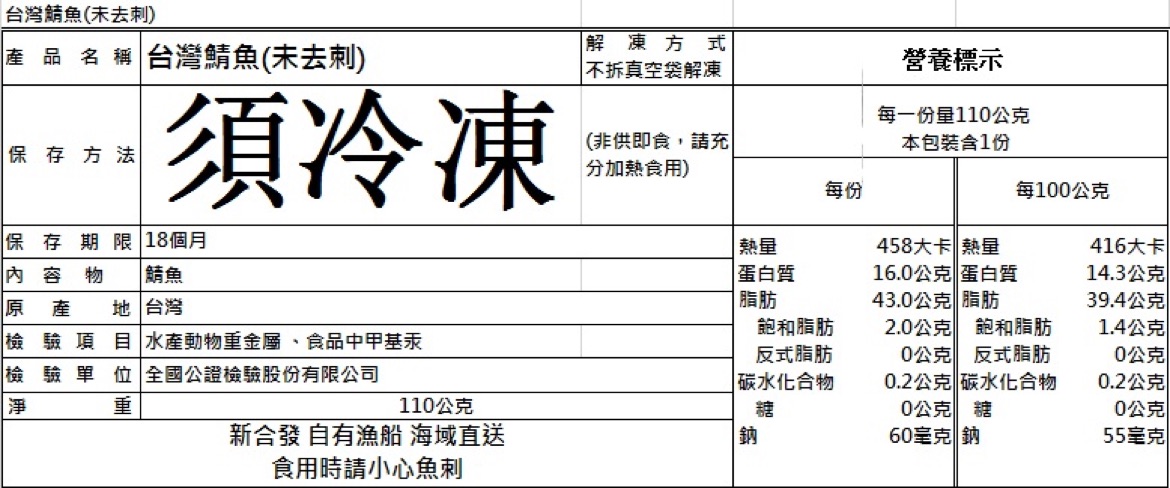 台灣鯖魚(未去刺)
產品名稱 台灣鯖魚(未去刺)
解凍方式
不拆真空袋解凍
保存方法 須冷凍
(非供即食，請充
分加熱食用)
保存期限 18個月
內容物 鯖魚
原產地 台灣
檢驗項目 水產動物重金屬、食品中甲基汞
檢驗單位 全國公證檢驗股份有限公司
淨重 110公克
新合發 自有漁船 海域直送
食用時請小心魚刺
營養標示
每一份量110公克
本包裝含1份
每份 每100公克
熱量 458大卡 熱量 416大卡
蛋白質 16.0公克 蛋白質 14.3公克
脂肪 43.0公克 脂肪 39.4公克
飽和脂肪 2.0公克 飽和脂肪 1.4公克
反式脂肪 0公克 反式脂肪 0公克
碳水化合物 0.2公克 碳水化合物 0.2公克
糖 0公克 糖 0公克
鈉 60毫克 鈉 55毫克